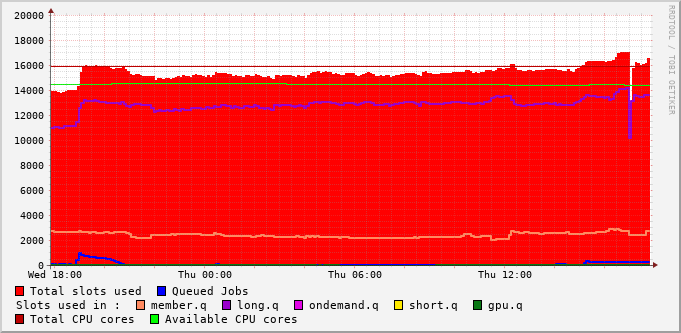 20000
18000
16000
14000
12000
10000
8000
6000
4000
2000
0
Wed 18:00 Thu 00:00 Thu 06:00 Thu 12:00
Total slots used Queued Jobs
Slots used in : member.q long.q ondemand.q short.q gpu.q
Total CPU cores Available CPU cores
RRDTOOL / TOBI OETIKER